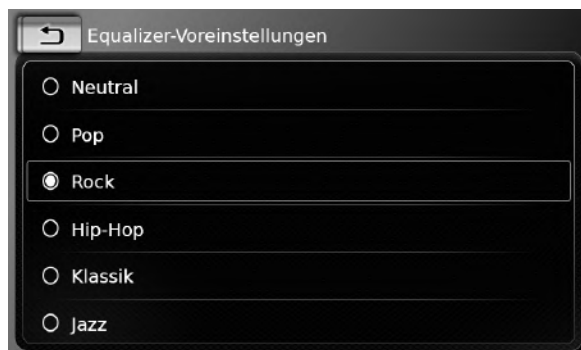 Equalizer-Voreinstellungen
Neutral
Pop
Rock
Hip-Hop
Klassik
Jazz